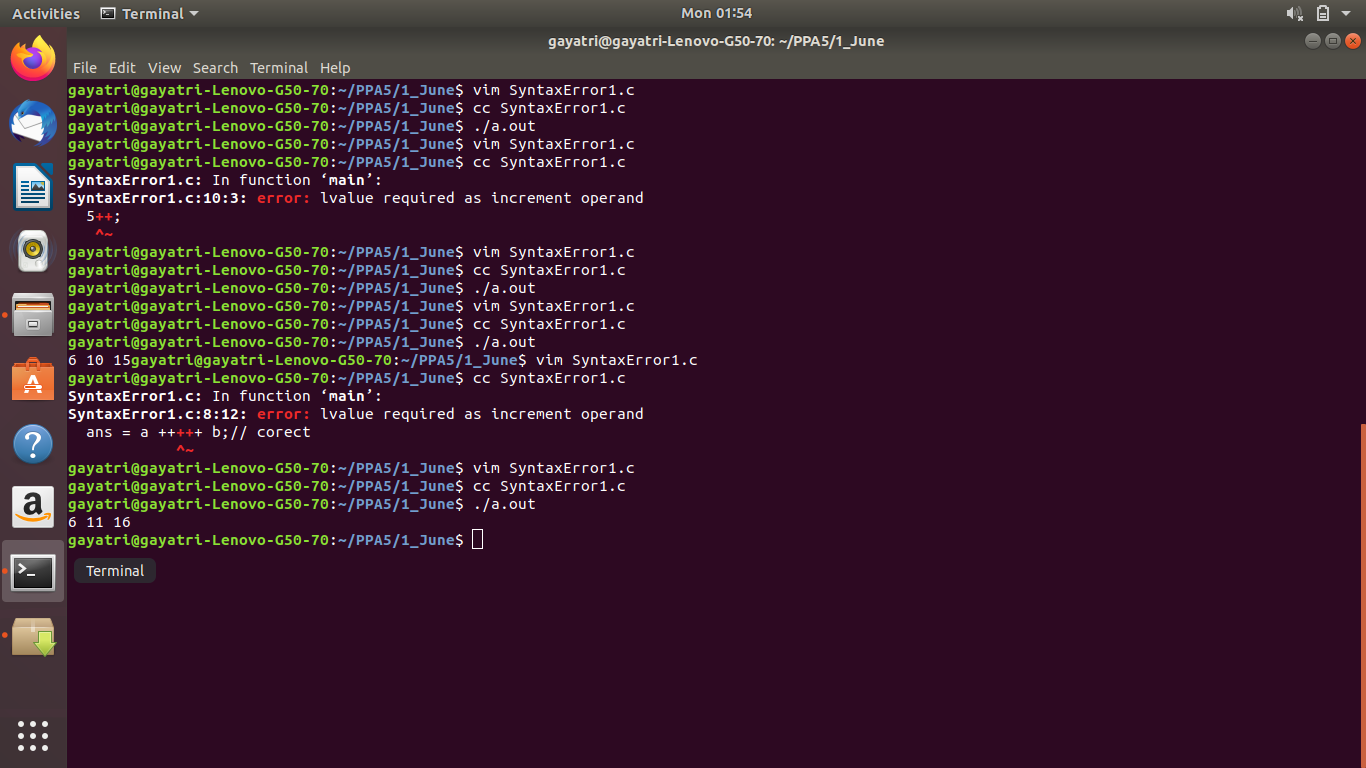 Activities Terminal Mon 01:54
gayatri@gayatri-Lenovo-G50-70: ~/PPA5/1_June
File Edit View Search Terminal Help
gayatri@gayatri-Lenovo-G50-70:~/PPA5/1_June$ vim SyntaxError1.c
gayatri@gayatri-Lenovo-G50-70:~/PPA5/1_June$ cc SyntaxError1.c
gayatri@gayatri-Lenovo-G50-70:~/PPA5/1_June$ ./a.out
gayatri@gayatri-Lenovo-G50-70:~/PPA5/1_June$ vim SyntaxError1.c
gayatri@gayatri-Lenovo-G50-70:~/PPA5/1_June$ cc SyntaxError1.c
SyntaxError1.c: In function ‘main’:
SyntaxError1.c:10:3: error: lvalue required as increment operand
5++;
^~
gayatri@gayatri-Lenovo-G50-70:~/PPA5/1_June$ vim SyntaxError1.c
gayatri@gayatri-Lenovo-G50-70:~/PPA5/1_June$ cc SyntaxError1.c
gayatri@gayatri-Lenovo-G50-70:~/PPA5/1_June$ ./a.out
gayatri@gayatri-Lenovo-G50-70:~/PPA5/1_June$ vim SyntaxError1.c
gayatri@gayatri-Lenovo-G50-70:~/PPA5/1_June$ cc SyntaxError1.c
gayatri@gayatri-Lenovo-G50-70:~/PPA5/1_June$ ./a.out
6 10 15gayatri@gayatri-Lenovo-G50-70:~/PPA5/1_June$ vim SyntaxError1.c
gayatri@gayatri-Lenovo-G50-70:~/PPA5/1_June$ cc SyntaxError1.c
SyntaxError1.c: In function ‘main’:
SyntaxError1.c:8:12: error: lvalue required as increment operand
ans = a +++++ b;// corect
^~
gayatri@gayatri-Lenovo-G50-70:~/PPA5/1_June$ vim SyntaxError1.c
gayatri@gayatri-Lenovo-G50-70:~/PPA5/1_June$ cc SyntaxError1.c
gayatri@gayatri-Lenovo-G50-70:~/PPA5/1_June$ ./a.out
6 11 16
gayatri@gayatri-Lenovo-G50-70:~/PPA5/1_June$
Terminal